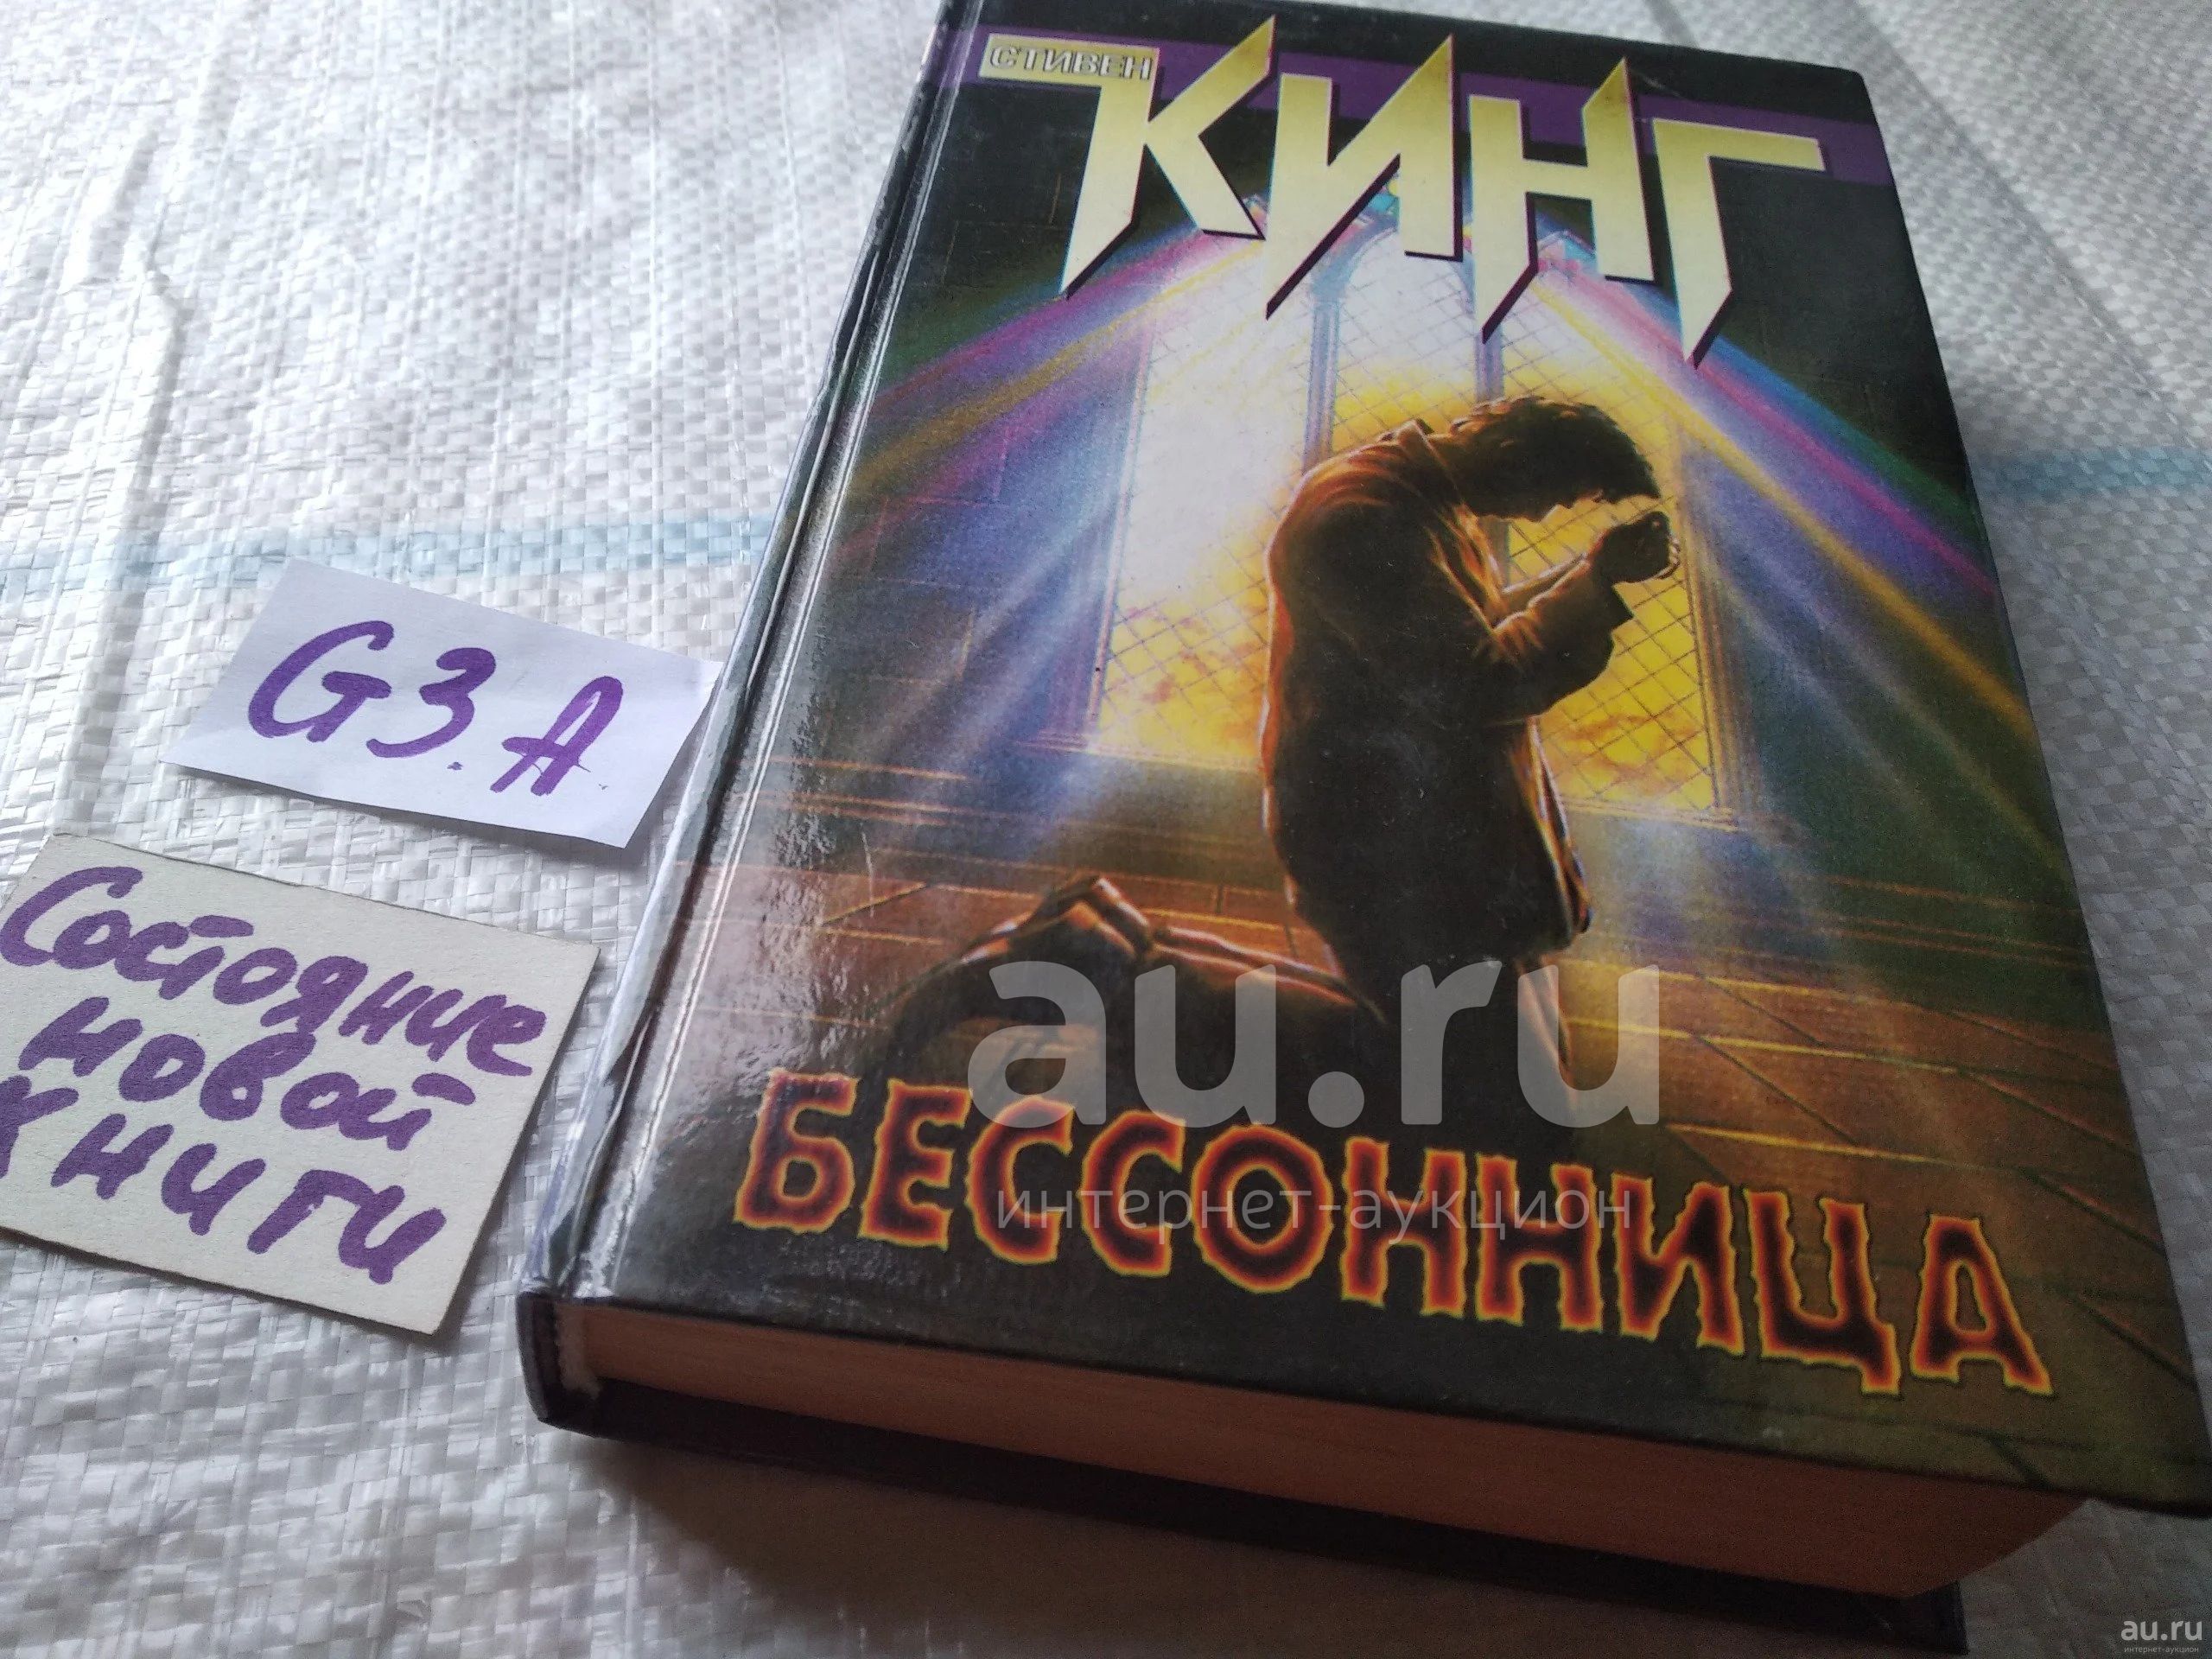 СТИВЕН
КИНГ
G3.A
Состояние
новой
книги
au.ru
интернет-аукцион
БЕССОННИЦА
au.ru
интернет-аукцион